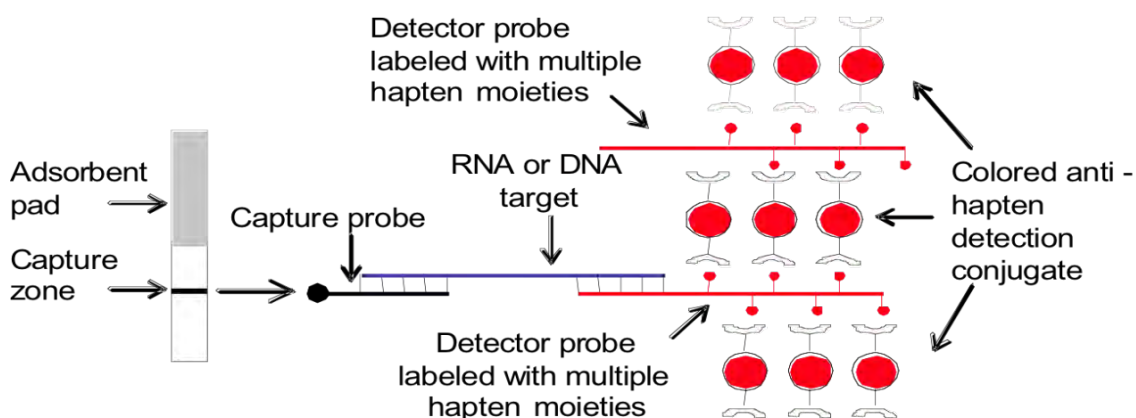 Detector probe
labeled with multiple
hapten moieties
RNA or DNA
target
Adsorbent
pad
Capture probe
Capture
zone
Colored anti -
hapten
detection
conjugate
Detector probe
labeled with multiple
hapten moieties